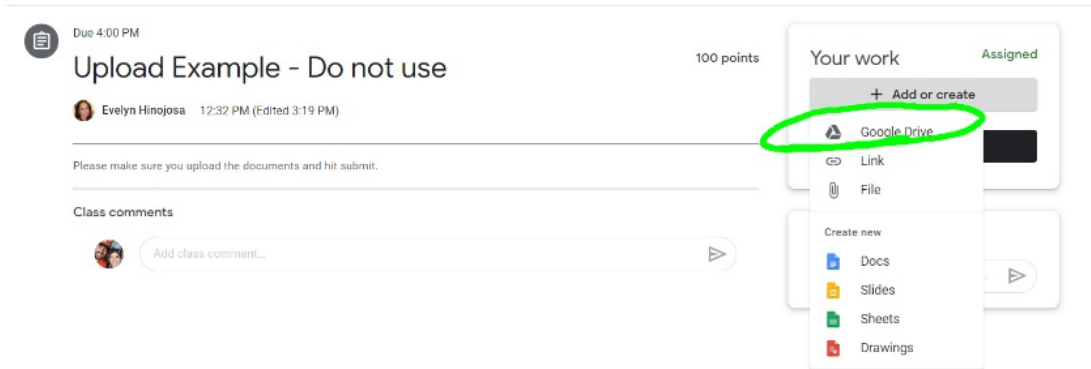 Due 4:00 PM
Upload Example - Do not use
100 points
Evelyn Hinojosa 12:32 PM (Edited 3:19 PM)
Please make sure you upload the documents and hit submit.
Class comments
Add class comment...
Your work
Assigned
+ Add or create
Google Drive
Link
File
Create new
Docs
Slides
Sheets
Drawings